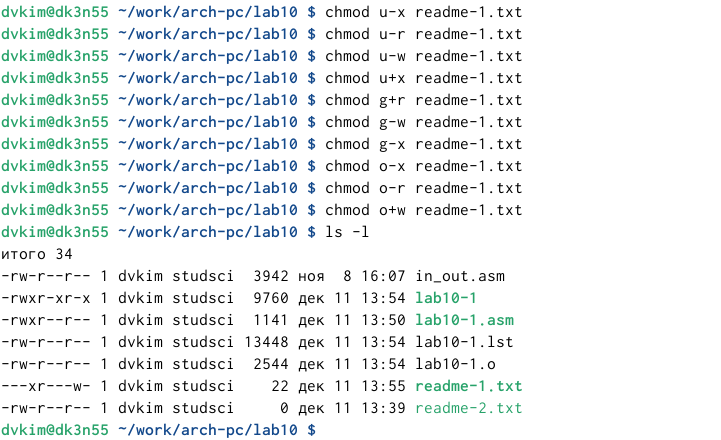 dvkim@dk3n55 ~/work/arch-pc/lab10 $ chmod u-x readme-1.txt
dvkim@dk3n55 ~/work/arch-pc/lab10 $ chmod u-r readme-1.txt
dvkim@dk3n55 ~/work/arch-pc/lab10 $ chmod u-w readme-1.txt
dvkim@dk3n55 ~/work/arch-pc/lab10 $ chmod u+x readme-1.txt
dvkim@dk3n55 ~/work/arch-pc/lab10 $ chmod g+r readme-1.txt
dvkim@dk3n55 ~/work/arch-pc/lab10 $ chmod g-w readme-1.txt
dvkim@dk3n55 ~/work/arch-pc/lab10 $ chmod g-x readme-1.txt
dvkim@dk3n55 ~/work/arch-pc/lab10 $ chmod o-x readme-1.txt
dvkim@dk3n55 ~/work/arch-pc/lab10 $ chmod o-r readme-1.txt
dvkim@dk3n55 ~/work/arch-pc/lab10 $ chmod o+w readme-1.txt
dvkim@dk3n55 ~/work/arch-pc/lab10 $ ls -l
итого 34
-rw-r--r-- 1 dvkim studsci  3942 ноя  8 16:07 in_out.asm
-rwxr-xr-x 1 dvkim studsci  9760 дек 11 13:54 lab10-1
-rwxr--r-- 1 dvkim studsci  1141 дек 11 13:50 lab10-1.asm
-rw-r--r-- 1 dvkim studsci 13448 дек 11 13:54 lab10-1.lst
-rw-r--r-- 1 dvkim studsci  2544 дек 11 13:54 lab10-1.o
---xr---w- 1 dvkim studsci    22 дек 11 13:55 readme-1.txt
-rw-r--rw- 1 dvkim studsci     0 дек 11 13:39 readme-2.txt
dvkim@dk3n55 ~/work/arch-pc/lab10 $